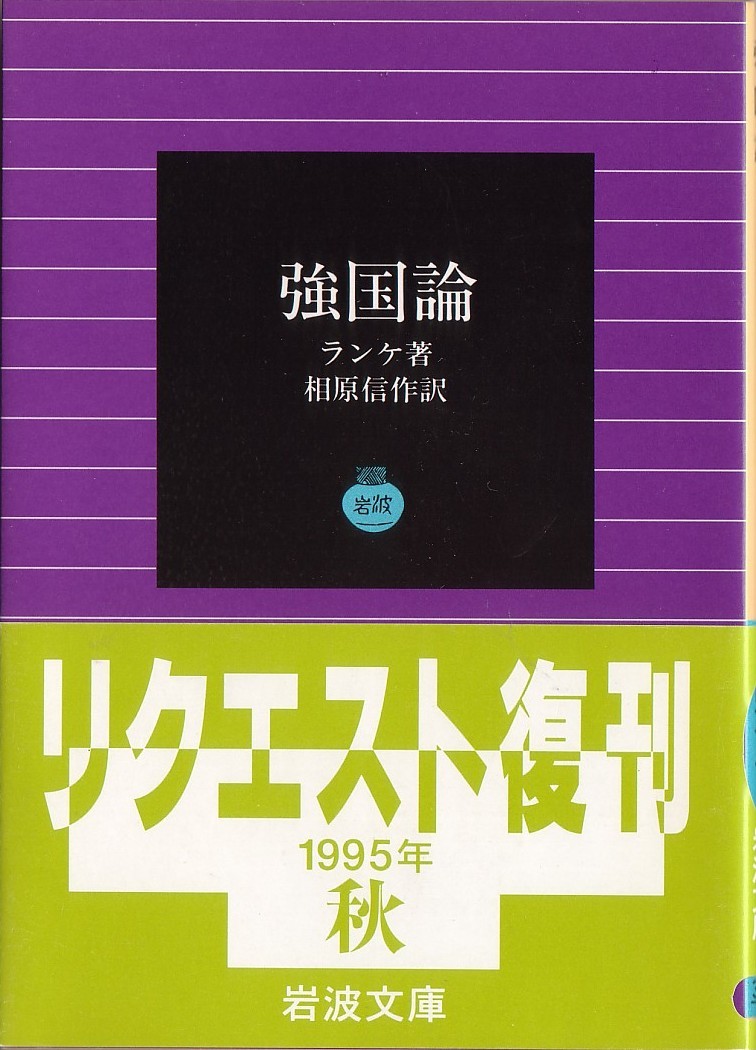 強国論
ランケ著
相原信作訳
岩波
リクエスト復刊
1995年
秋
岩波文庫